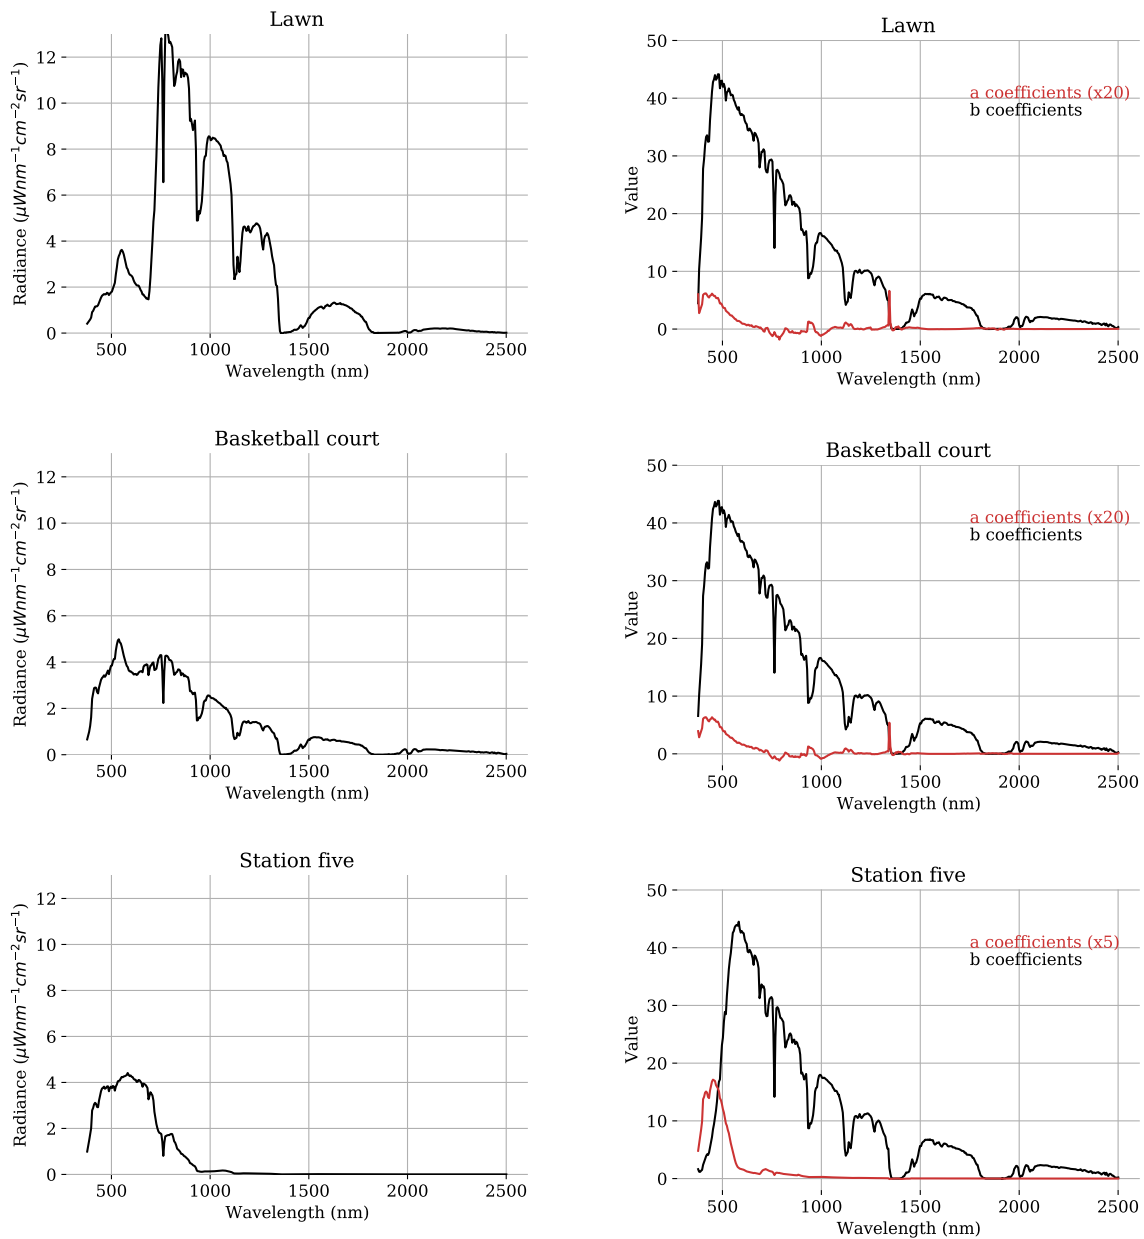 Lawn
12
10
8
6
4
2
0
Radiance (μWnm⁻¹cm⁻²sr⁻¹)
500 1000 1500 2000 2500
Wavelength (nm)
Lawn
50
40
30
20
10
0
Value
a coefficients (x20)
b coefficients
500 1000 1500 2000 2500
Wavelength (nm)
Basketball court
12
10
8
6
4
2
0
Radiance (μWnm⁻¹cm⁻²sr⁻¹)
500 1000 1500 2000 2500
Wavelength (nm)
Basketball court
50
40
30
20
10
0
Value
a coefficients (x20)
b coefficients
500 1000 1500 2000 2500
Wavelength (nm)
Station five
12
10
8
6
4
2
0
Radiance (μWnm⁻¹cm⁻²sr⁻¹)
500 1000 1500 2000 2500
Wavelength (nm)
Station five
50
40
30
20
10
0
Value
a coefficients (x5)
b coefficients
500 1000 1500 2000 2500
Wavelength (nm)